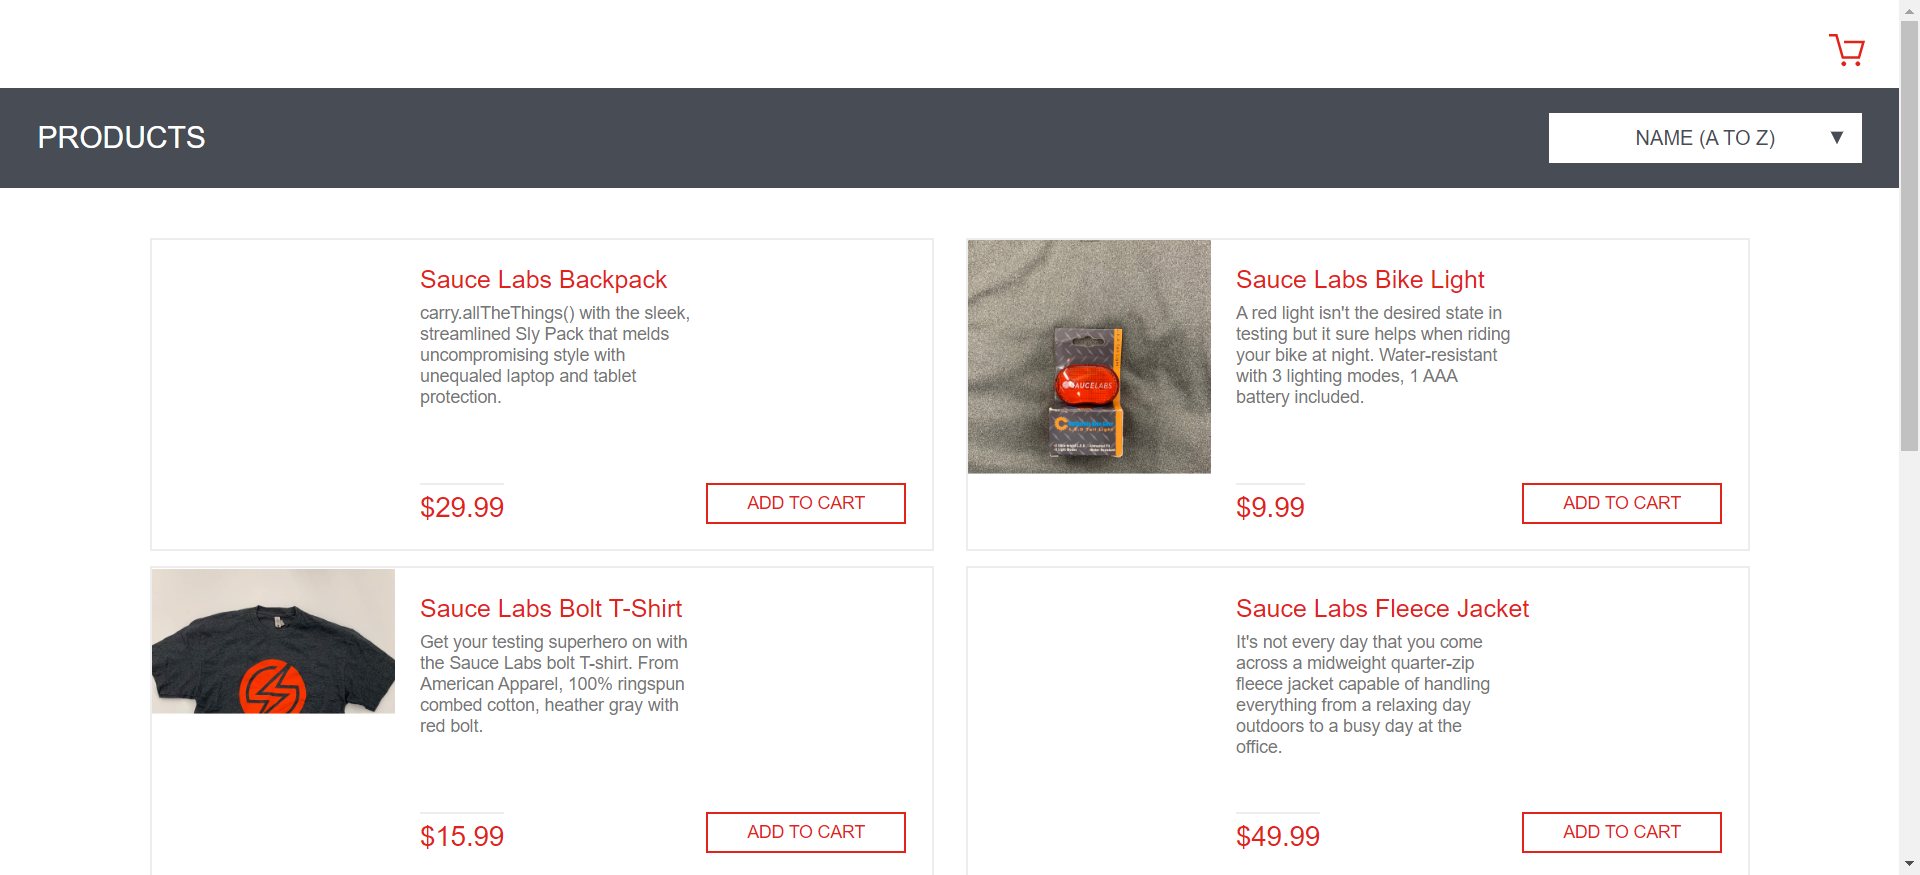 PRODUCTS
NAME (A TO Z)
Sauce Labs Backpack
carry.allTheThings() with the sleek,
streamlined Sly Pack that melds
uncompromising style with
unequaled laptop and tablet
protection.
$29.99
ADD TO CART
SAUCELABS
Sauce Labs Bike Light
A red light isn't the desired state in
testing but it sure helps when riding
your bike at night. Water-resistant
with 3 lighting modes, 1 AAA
battery included.
$9.99
ADD TO CART
Sauce Labs Bolt T-Shirt
Get your testing superhero on with
the Sauce Labs bolt T-shirt. From
American Apparel, 100% ringspun
combed cotton, heather gray with
red bolt.
$15.99
ADD TO CART
Sauce Labs Fleece Jacket
It's not every day that you come
across a midweight quarter-zip
fleece jacket capable of handling
everything from a relaxing day
outdoors to a busy day at the
office.
$49.99
ADD TO CART